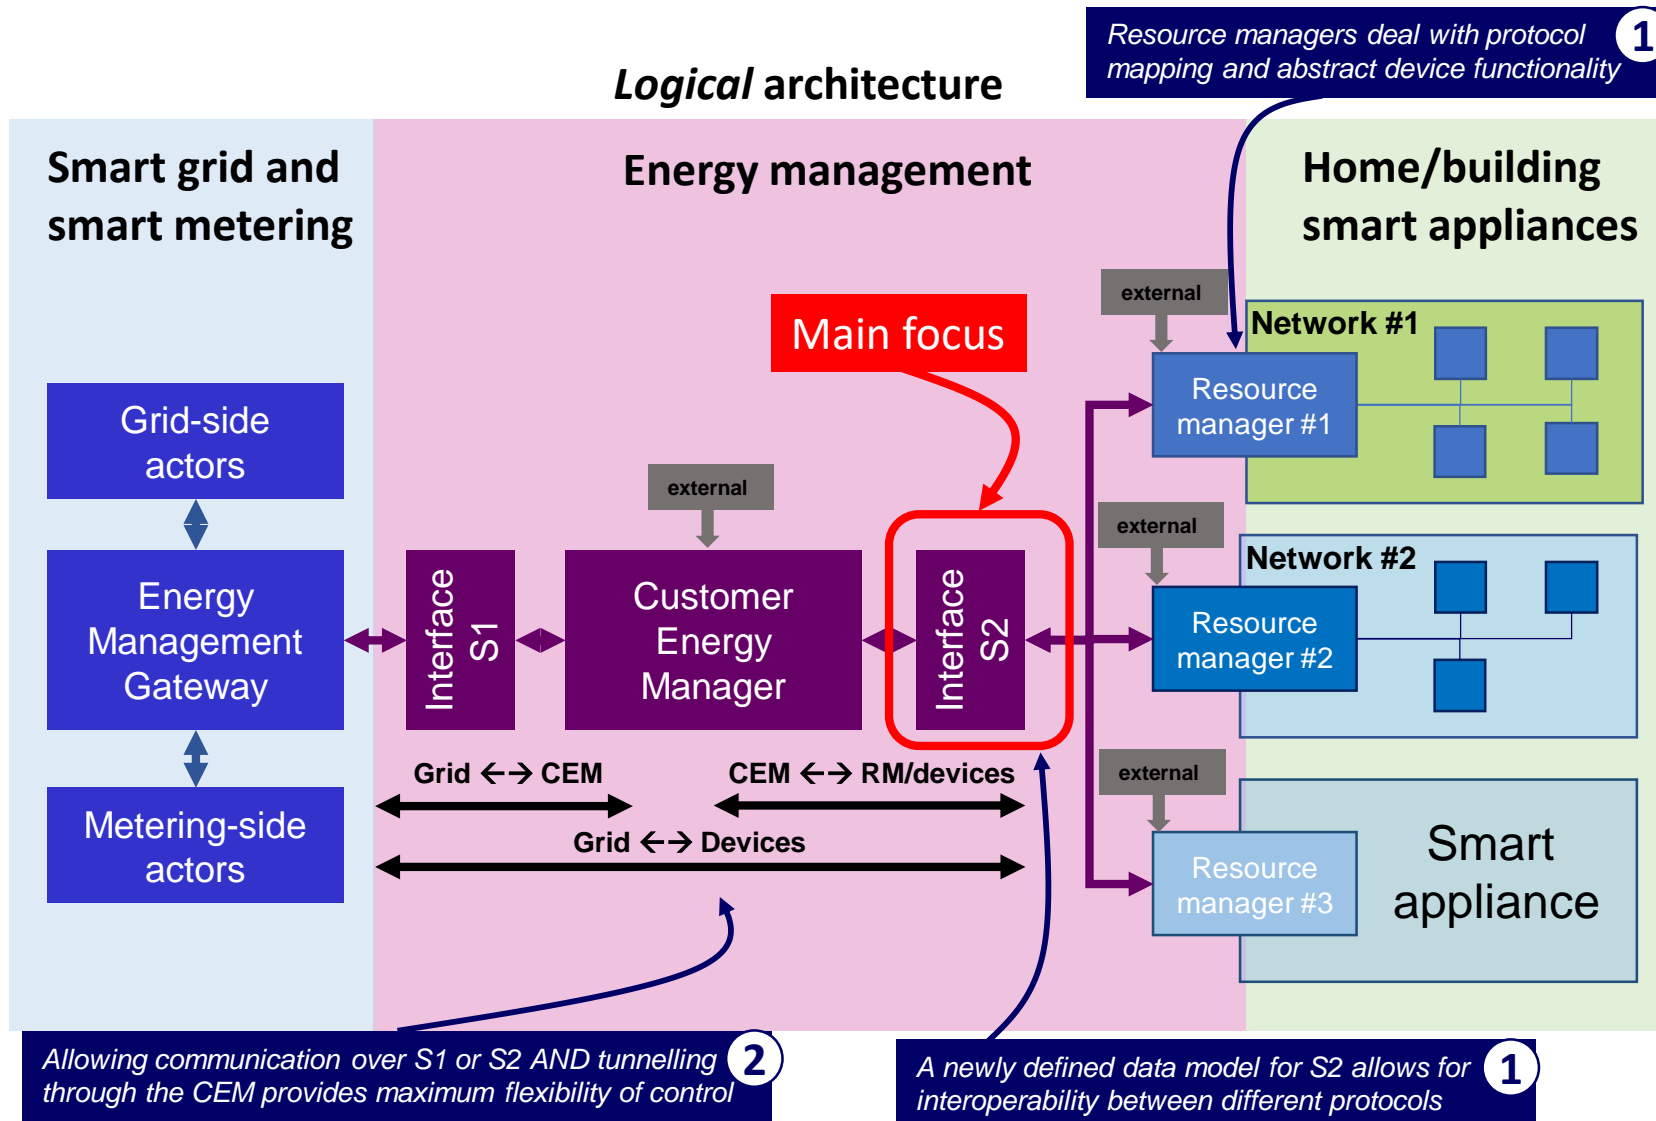 Resource managers deal with protocol
mapping and abstract device functionality
1
Logical architecture
Smart grid and
smart metering
Energy management
Home/building
smart appliances
external
Network #1
Main focus
Resource
manager #1
Grid-side
actors
external
external
Network #2
Energy
Management
Gateway
Interface
S1
Customer
Energy
Manager
Interface
S2
Resource
manager #2
Grid ←→ CEM
CEM ←→ RM/devices
external
Metering-side
actors
Grid ←→ Devices
Resource
manager #3
Smart
appliance
Allowing communication over S1 or S2 AND tunnelling
through the CEM provides maximum flexibility of control
2
A newly defined data model for S2 allows for
interoperability between different protocols
1